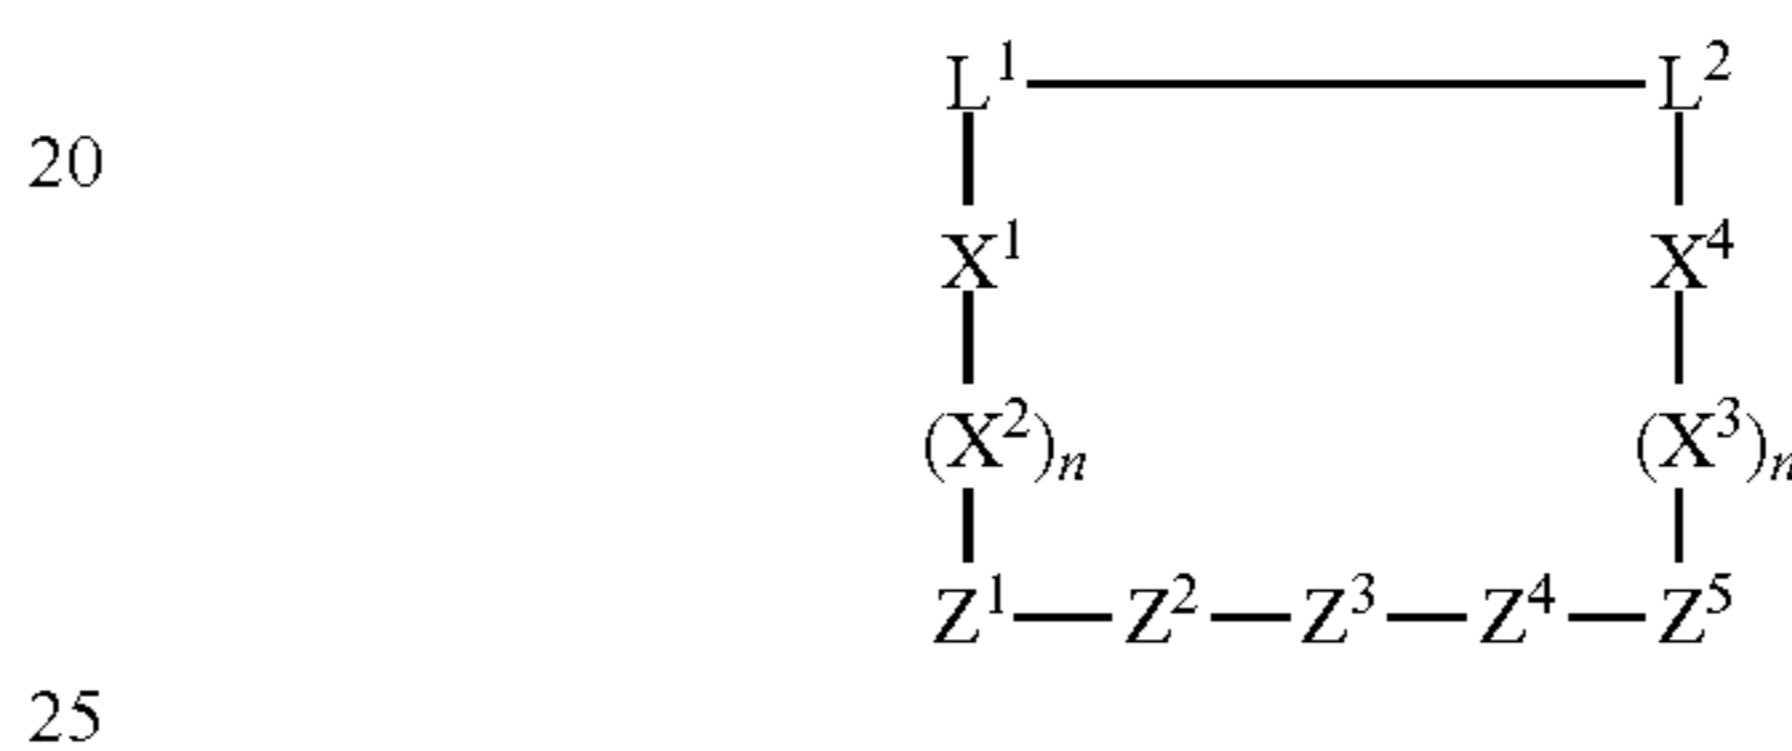 L¹ L²
20
X¹ X⁴
(X²)ₙ (X³)ₙ
Z¹—Z²—Z³—Z⁴—Z⁵
25